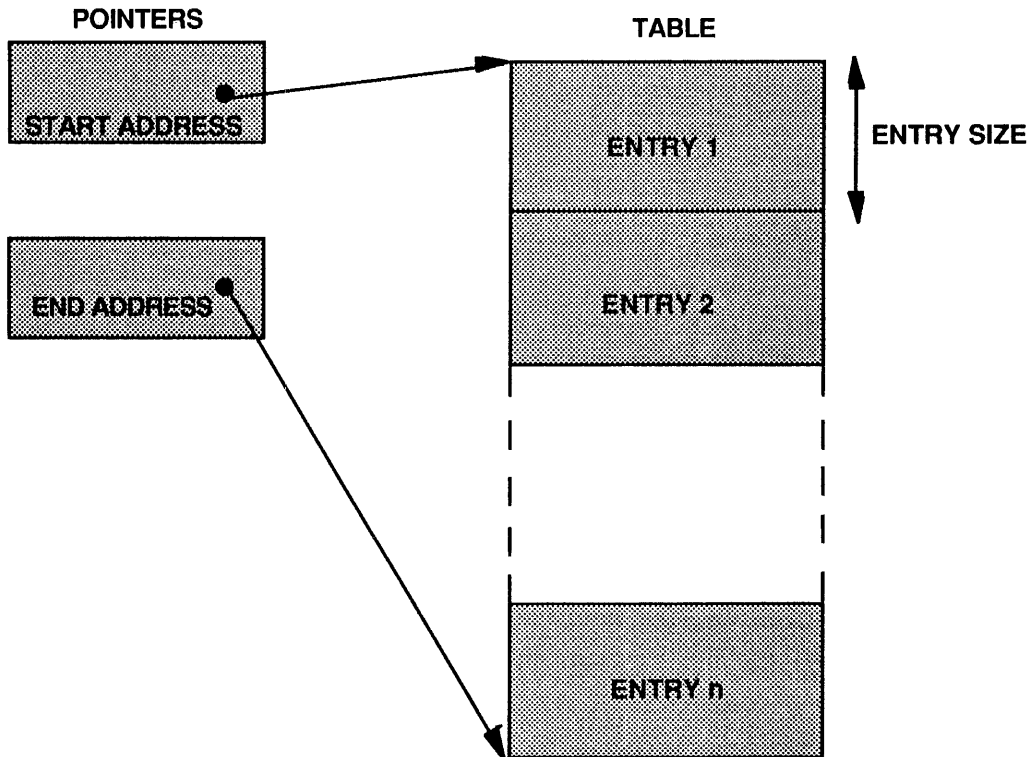 POINTERS
START ADDRESS
END ADDRESS
TABLE
ENTRY 1
ENTRY 2
ENTRY n
ENTRY SIZE